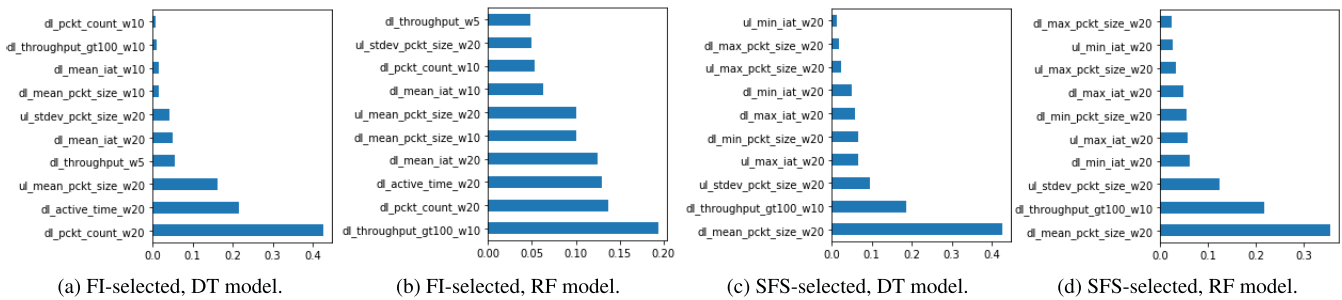 dl_pckt_count_w10
dl_throughput_gt100_w10
dl_mean_iat_w10
dl_mean_pckt_size_w10
ul_stdev_pckt_size_w20
dl_mean_iat_w20
dl_throughput_w5
ul_mean_pckt_size_w20
dl_active_time_w20
dl_pckt_count_w20
0.0 0.1 0.2 0.3 0.4
(a) FI-selected, DT model.
dl_throughput_w5
ul_stdev_pckt_size_w20
dl_pckt_count_w10
dl_mean_iat_w10
ul_mean_pckt_size_w20
dl_mean_pckt_size_w10
dl_mean_iat_w20
dl_active_time_w20
dl_pckt_count_w20
dl_throughput_gt100_w10
0.00 0.05 0.10 0.15 0.20
(b) FI-selected, RF model.
ul_min_iat_w20
dl_max_pckt_size_w20
ul_max_pckt_size_w20
dl_min_iat_w20
dl_max_iat_w20
dl_min_pckt_size_w20
ul_max_iat_w20
ul_stdev_pckt_size_w20
dl_throughput_gt100_w10
dl_mean_pckt_size_w20
0.0 0.1 0.2 0.3 0.4
(c) SFS-selected, DT model.
dl_max_pckt_size_w20
ul_min_iat_w20
ul_max_pckt_size_w20
dl_max_iat_w20
dl_min_pckt_size_w20
ul_max_iat_w20
dl_min_iat_w20
ul_stdev_pckt_size_w20
dl_throughput_gt100_w10
dl_mean_pckt_size_w20
0.0 0.1 0.2 0.3
(d) SFS-selected, RF model.